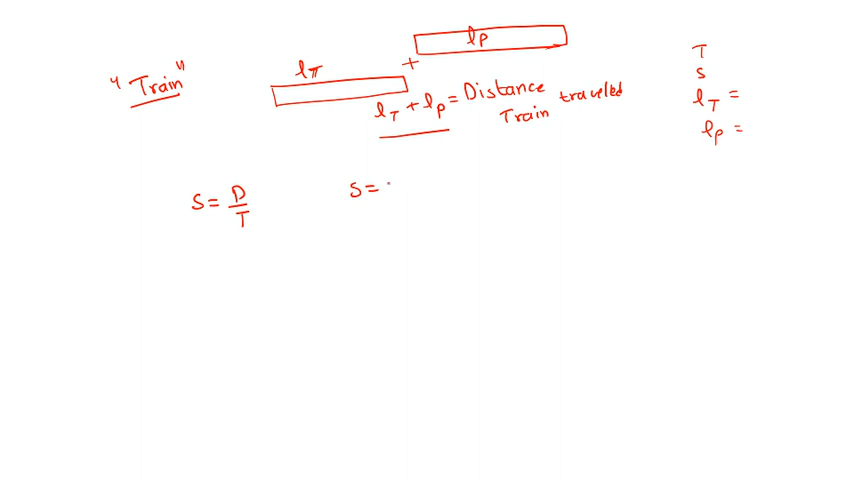 lP
"Train"
lT
+
lT + lP = Distance
Train traveled
T
S
lT =
lP =
S = D/T
S =